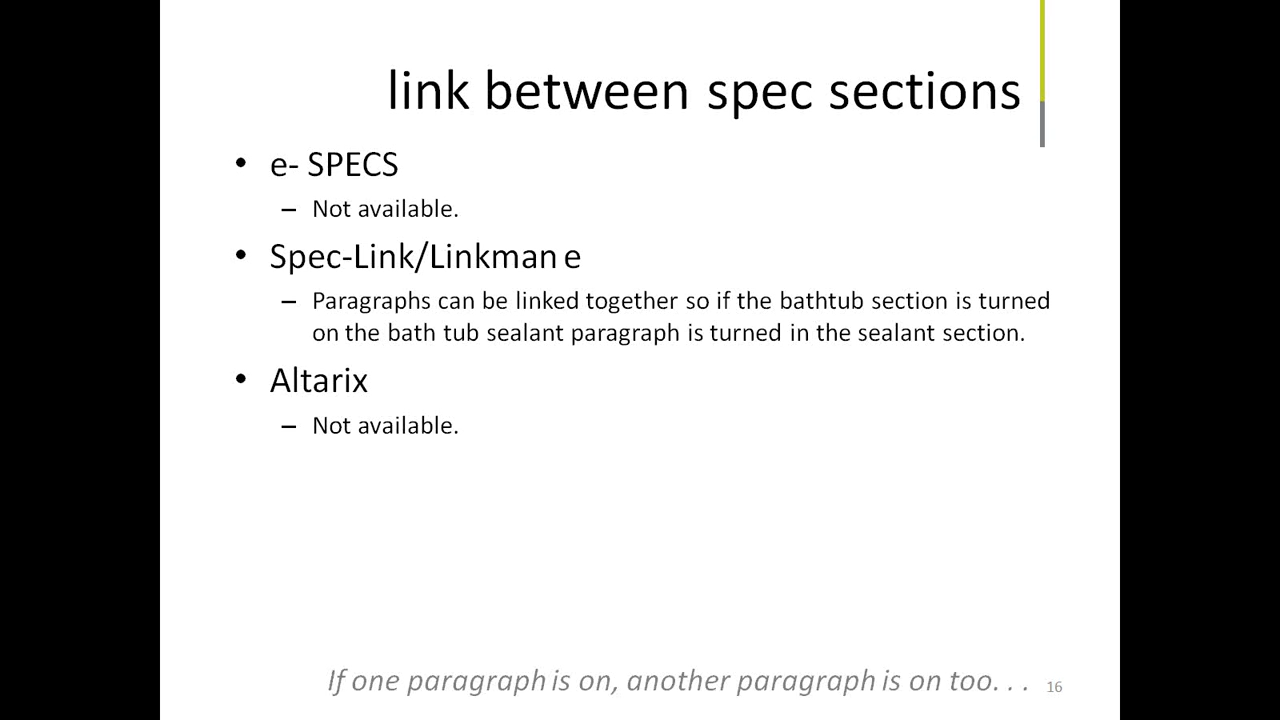 link between spec sections
• e- SPECS
– Not available.
• Spec-Link/Linkman e
– Paragraphs can be linked together so if the bathtub section is turned
on the bath tub sealant paragraph is turned in the sealant section.
• Altarix
– Not available.
If one paragraph is on, another paragraph is on too. . .
16